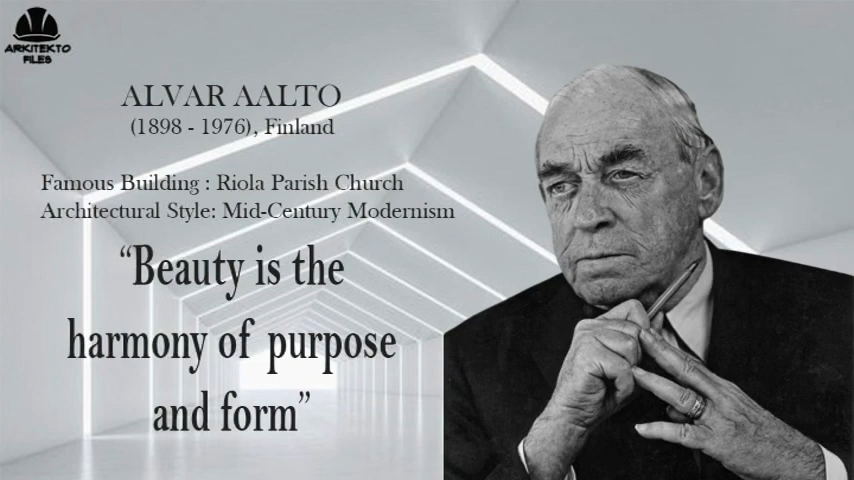 ARKITEKTO
FILES
ALVAR AALTO
(1898 - 1976), Finland
Famous Building : Riola Parish Church
Architectural Style: Mid-Century Modernism
“Beauty is the
harmony of purpose
and form”